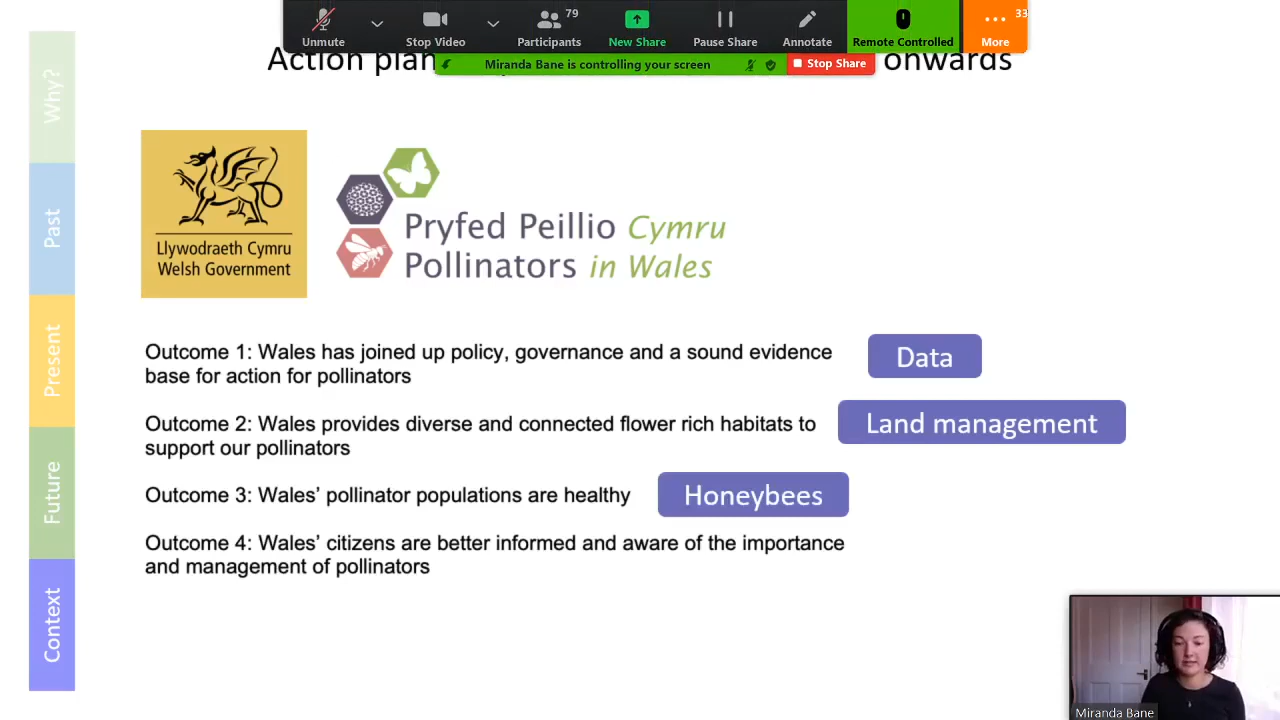 79
33
Unmute
Stop Video
Participants
New Share
Pause Share
Annotate
Remote Controlled
More
Miranda Bane is controlling your screen
Stop Share
Action plan
onwards
Why?
Past
Present
Future
Context
Llywodraeth Cymru
Welsh Government
Pryfed Peillio Cymru
Pollinators in Wales
Outcome 1: Wales has joined up policy, governance and a sound evidence
base for action for pollinators
Data
Outcome 2: Wales provides diverse and connected flower rich habitats to
support our pollinators
Land management
Outcome 3: Wales' pollinator populations are healthy
Honeybees
Outcome 4: Wales' citizens are better informed and aware of the importance
and management of pollinators
Miranda Bane